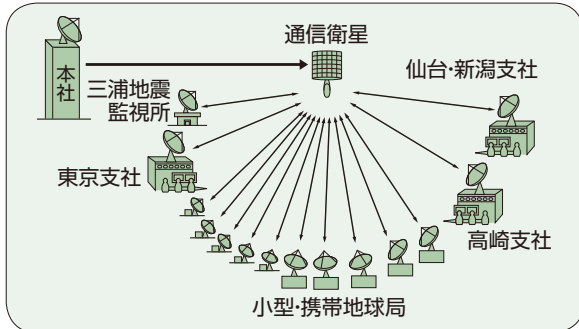 通信衛星
本社
三浦地震
監視所
仙台・新潟支社
東京支社
高崎支社
小型・携帯地球局